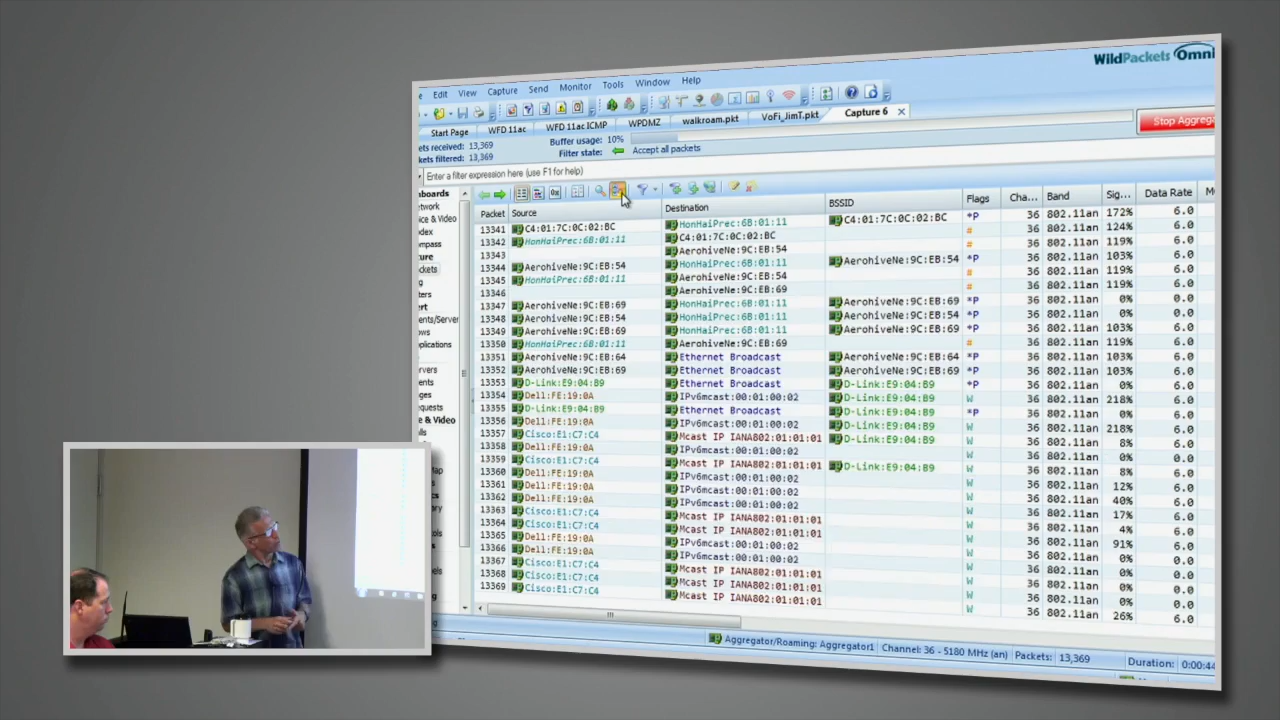 WildPackets Omni
Edit View Capture Send Monitor Tools Window Help
Start Page WFD 11ac WFD 11ac ICMP WPDMZ walkroam.pkt VoFi_JimT.pkt Capture 6
ets received: 13,369 Buffer usage: 10% Stop Aggrega
kets filtered: 13,369 Filter state: Accept all packets
Enter a filter expression here (use F1 for help)
Packet Source Destination BSSID Flags Cha... Band Sig... Data Rate
13341 C4:01:7C:0C:02:BC HonHaiPrec:6B:01:11 C4:01:7C:0C:02:BC *P 36 802.11an 172% 6.0
13342 HonHaiPrec:6B:01:11 C4:01:7C:0C:02:BC # 36 802.11an 124% 6.0
13343 AerohiveNe:9C:EB:54 # 36 802.11an 119% 6.0
13344 AerohiveNe:9C:EB:54 HonHaiPrec:6B:01:11 AerohiveNe:9C:EB:54 *P 36 802.11an 103% 6.0
13345 HonHaiPrec:6B:01:11 AerohiveNe:9C:EB:54 # 36 802.11an 119% 6.0
13346 AerohiveNe:9C:EB:69 # 36 802.11an 119% 6.0
13347 AerohiveNe:9C:EB:69 HonHaiPrec:6B:01:11 AerohiveNe:9C:EB:69 *P 36 802.11an 0% 0.0
13348 AerohiveNe:9C:EB:54 HonHaiPrec:6B:01:11 AerohiveNe:9C:EB:54 *P 36 802.11an 0% 0.0
13349 AerohiveNe:9C:EB:69 HonHaiPrec:6B:01:11 AerohiveNe:9C:EB:69 *P 36 802.11an 103% 6.0
13350 HonHaiPrec:6B:01:11 AerohiveNe:9C:EB:69 # 36 802.11an 119% 6.0
13351 AerohiveNe:9C:EB:64 Ethernet Broadcast AerohiveNe:9C:EB:64 *P 36 802.11an 103% 6.0
13352 AerohiveNe:9C:EB:69 Ethernet Broadcast AerohiveNe:9C:EB:69 *P 36 802.11an 103% 6.0
13353 D-Link:E9:04:B9 Ethernet Broadcast D-Link:E9:04:B9 *P 36 802.11an 0% 6.0
13354 Dell:FE:19:0A IPv6mcast:00:01:00:02 D-Link:E9:04:B9 W 36 802.11an 218% 6.0
13355 D-Link:E9:04:B9 Ethernet Broadcast D-Link:E9:04:B9 *P 36 802.11an 0% 6.0
13356 Dell:FE:19:0A IPv6mcast:00:01:00:02 D-Link:E9:04:B9 W 36 802.11an 218% 6.0
13357 Cisco:E1:C7:C4 Mcast IP IANA802:01:01:01 D-Link:E9:04:B9 W 36 802.11an 8% 6.0
13358 Dell:FE:19:0A IPv6mcast:00:01:00:02 W 36 802.11an 0% 6.0
13359 Cisco:E1:C7:C4 Mcast IP IANA802:01:01:01 D-Link:E9:04:B9 W 36 802.11an 8% 6.0
13360 Dell:FE:19:0A IPv6mcast:00:01:00:02 W 36 802.11an 12% 6.0
13361 Dell:FE:19:0A IPv6mcast:00:01:00:02 W 36 802.11an 40% 6.0
13362 Dell:FE:19:0A IPv6mcast:00:01:00:02 W 36 802.11an 17% 6.0
13363 Cisco:E1:C7:C4 Mcast IP IANA802:01:01:01 W 36 802.11an 4% 6.0
13364 Cisco:E1:C7:C4 Mcast IP IANA802:01:01:01 W 36 802.11an 91% 6.0
13365 Dell:FE:19:0A IPv6mcast:00:01:00:02 W 36 802.11an 0% 6.0
13366 Dell:FE:19:0A IPv6mcast:00:01:00:02 W 36 802.11an 0% 6.0
13367 Cisco:E1:C7:C4 Mcast IP IANA802:01:01:01 W 36 802.11an 0% 6.0
13368 Cisco:E1:C7:C4 Mcast IP IANA802:01:01:01 W 36 802.11an 0% 6.0
13369 Cisco:E1:C7:C4 Mcast IP IANA802:01:01:01 W 36 802.11an 26% 6.0
Aggregator/Roaming: Aggregator1 Channel: 36 - 5180 MHz (an) Packets: 13,369 Duration: 0:00:44